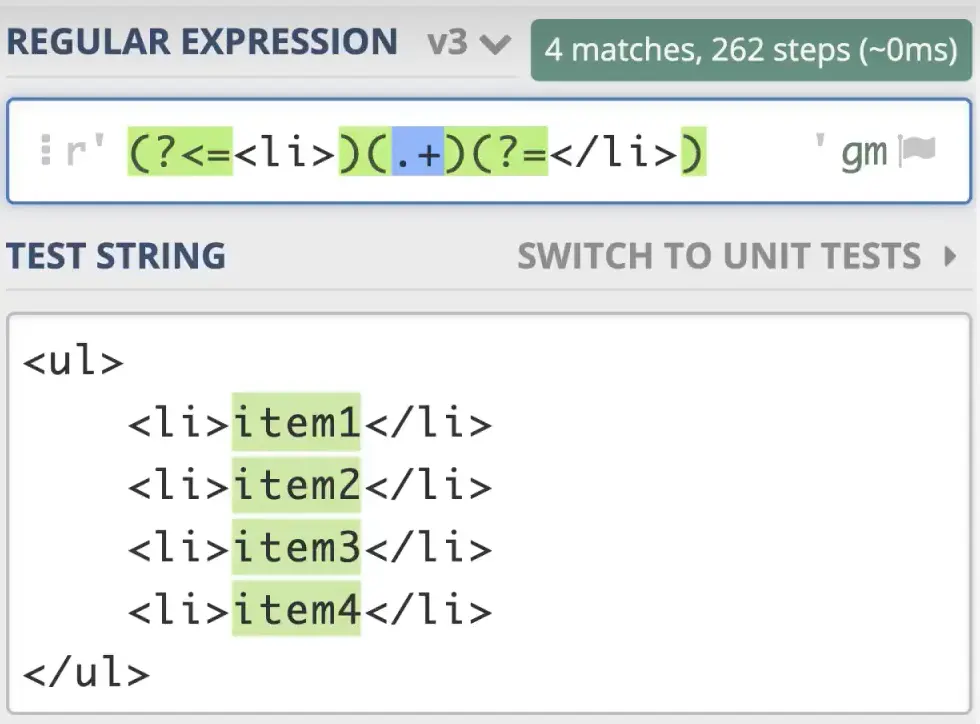 REGULAR EXPRESSION v3 4 matches, 262 steps (~0ms)
r' (?<=<li>)(.+)(?=</li>) ' gm
TEST STRING SWITCH TO UNIT TESTS
<ul>
    <li>item1</li>
    <li>item2</li>
    <li>item3</li>
    <li>item4</li>
</ul>